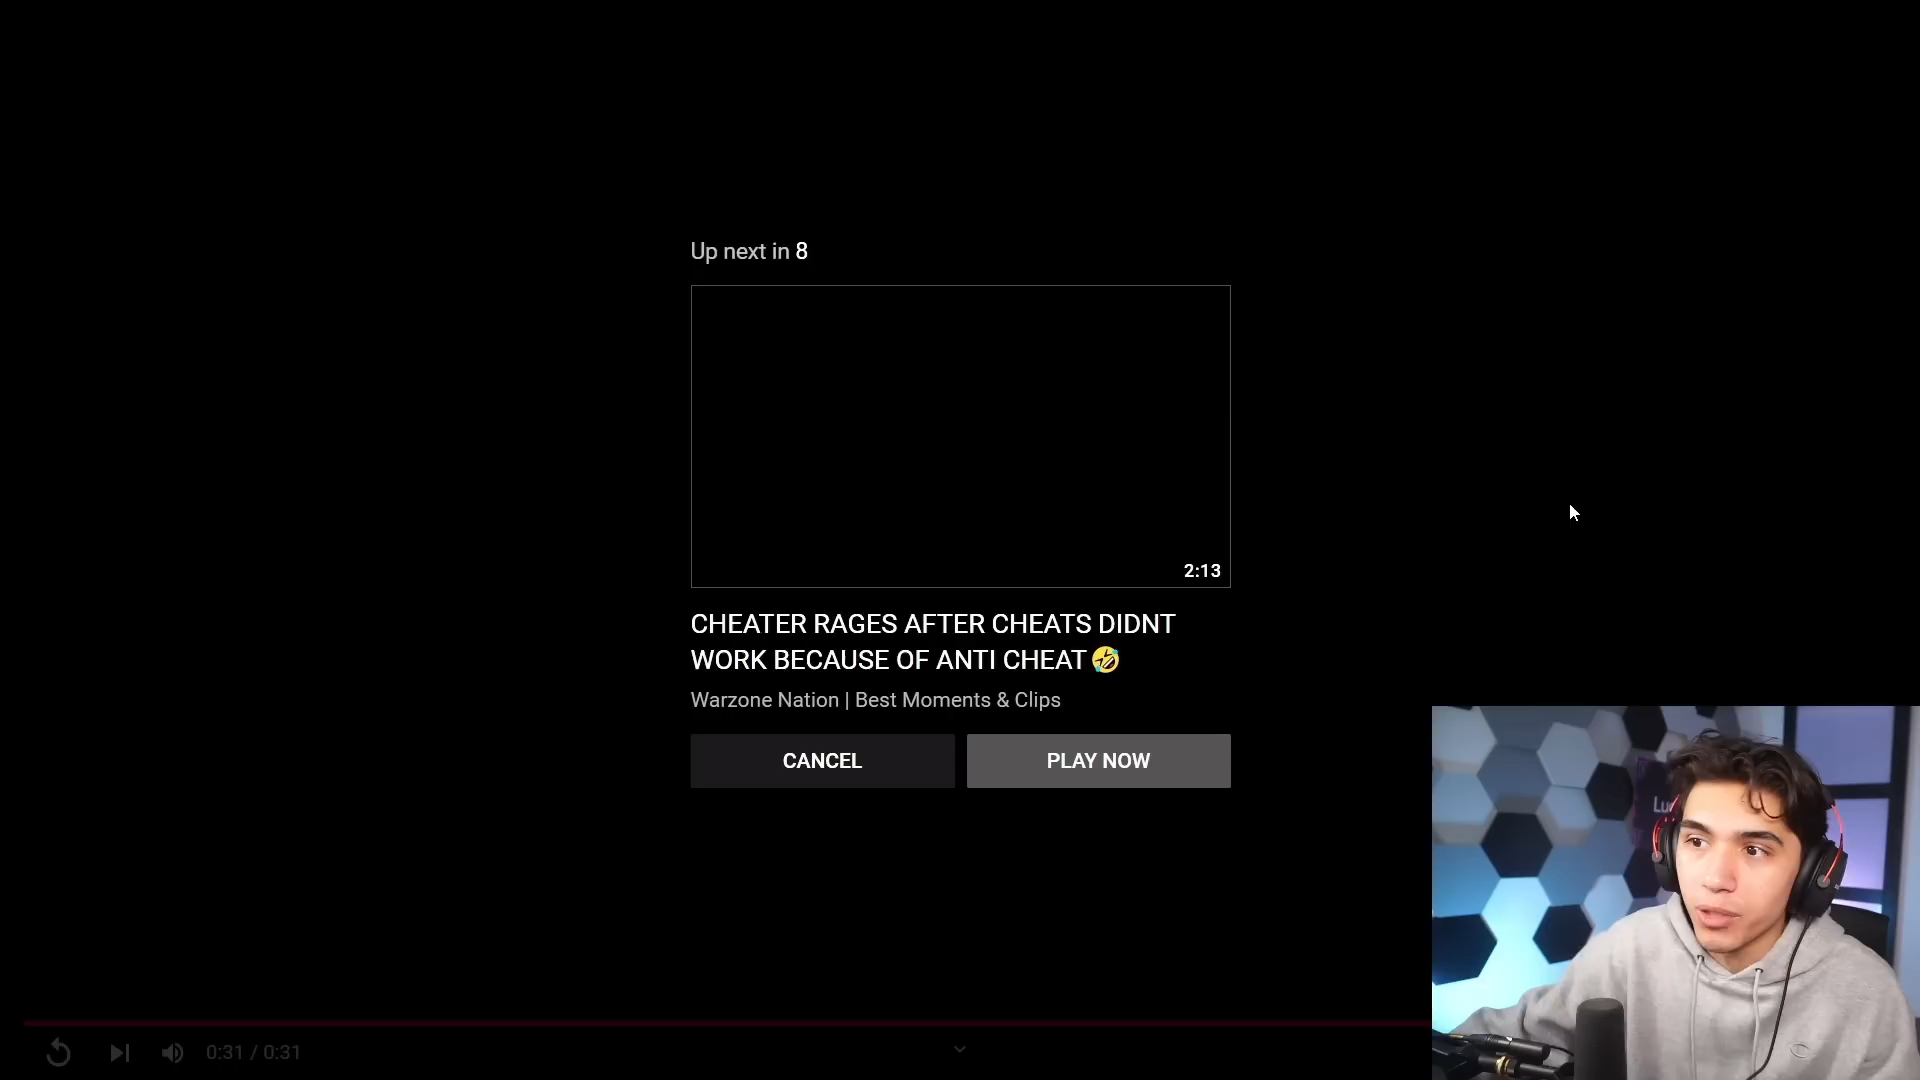 Up next in 8
2:13
CHEATER RAGES AFTER CHEATS DIDNT
WORK BECAUSE OF ANTI CHEAT🤣
Warzone Nation | Best Moments & Clips
CANCEL
PLAY NOW
0:31 / 0:31